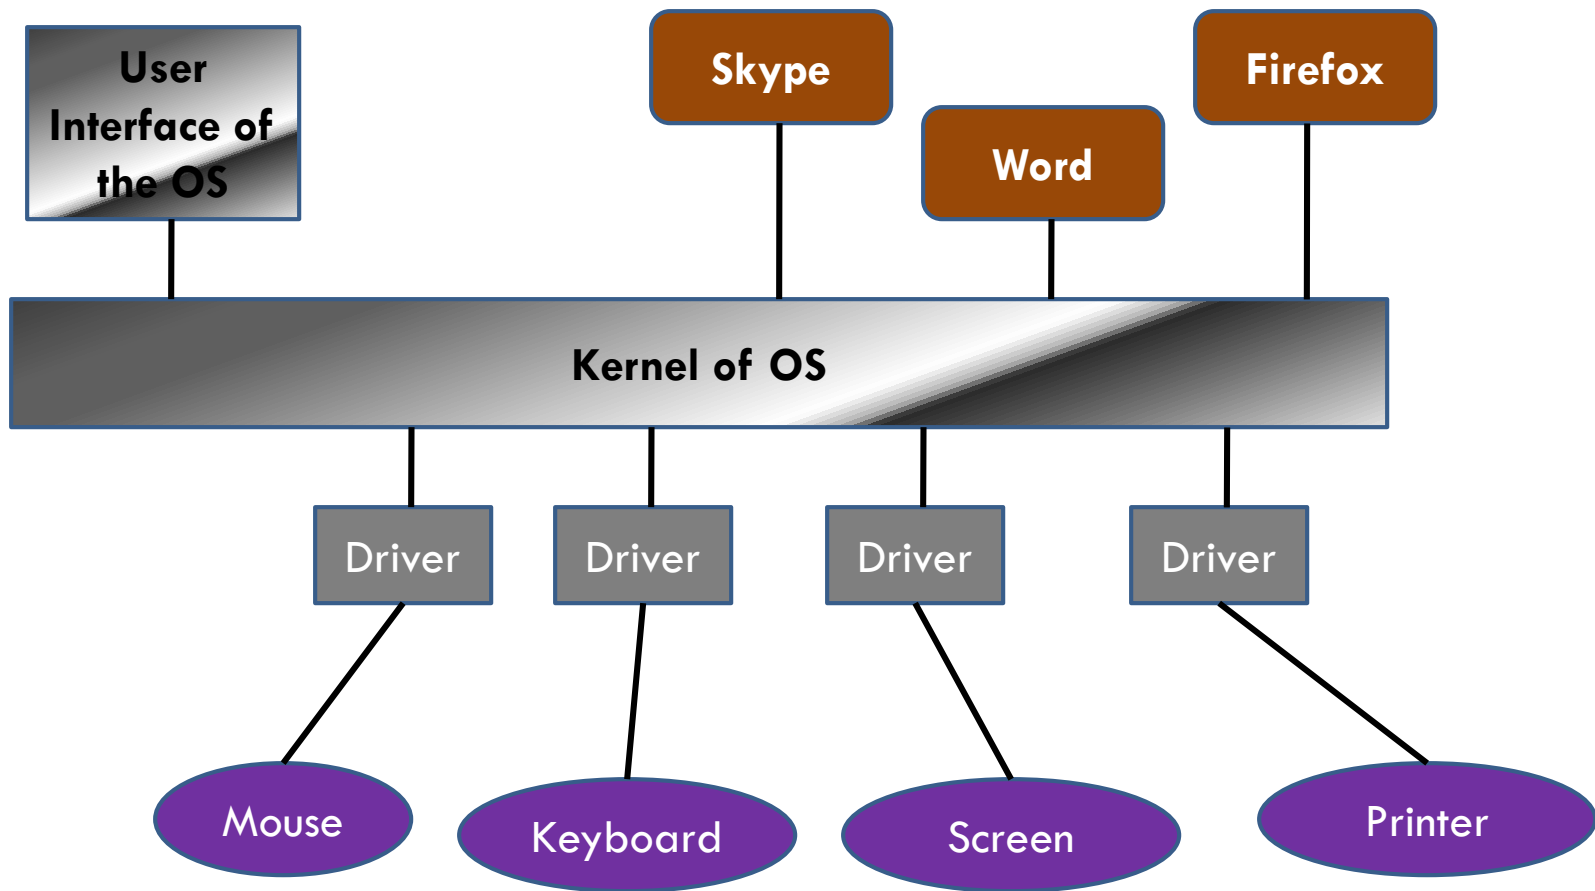 User
Interface of
the OS
Skype
Firefox
Word
Kernel of OS
Driver
Driver
Driver
Driver
Mouse
Keyboard
Screen
Printer